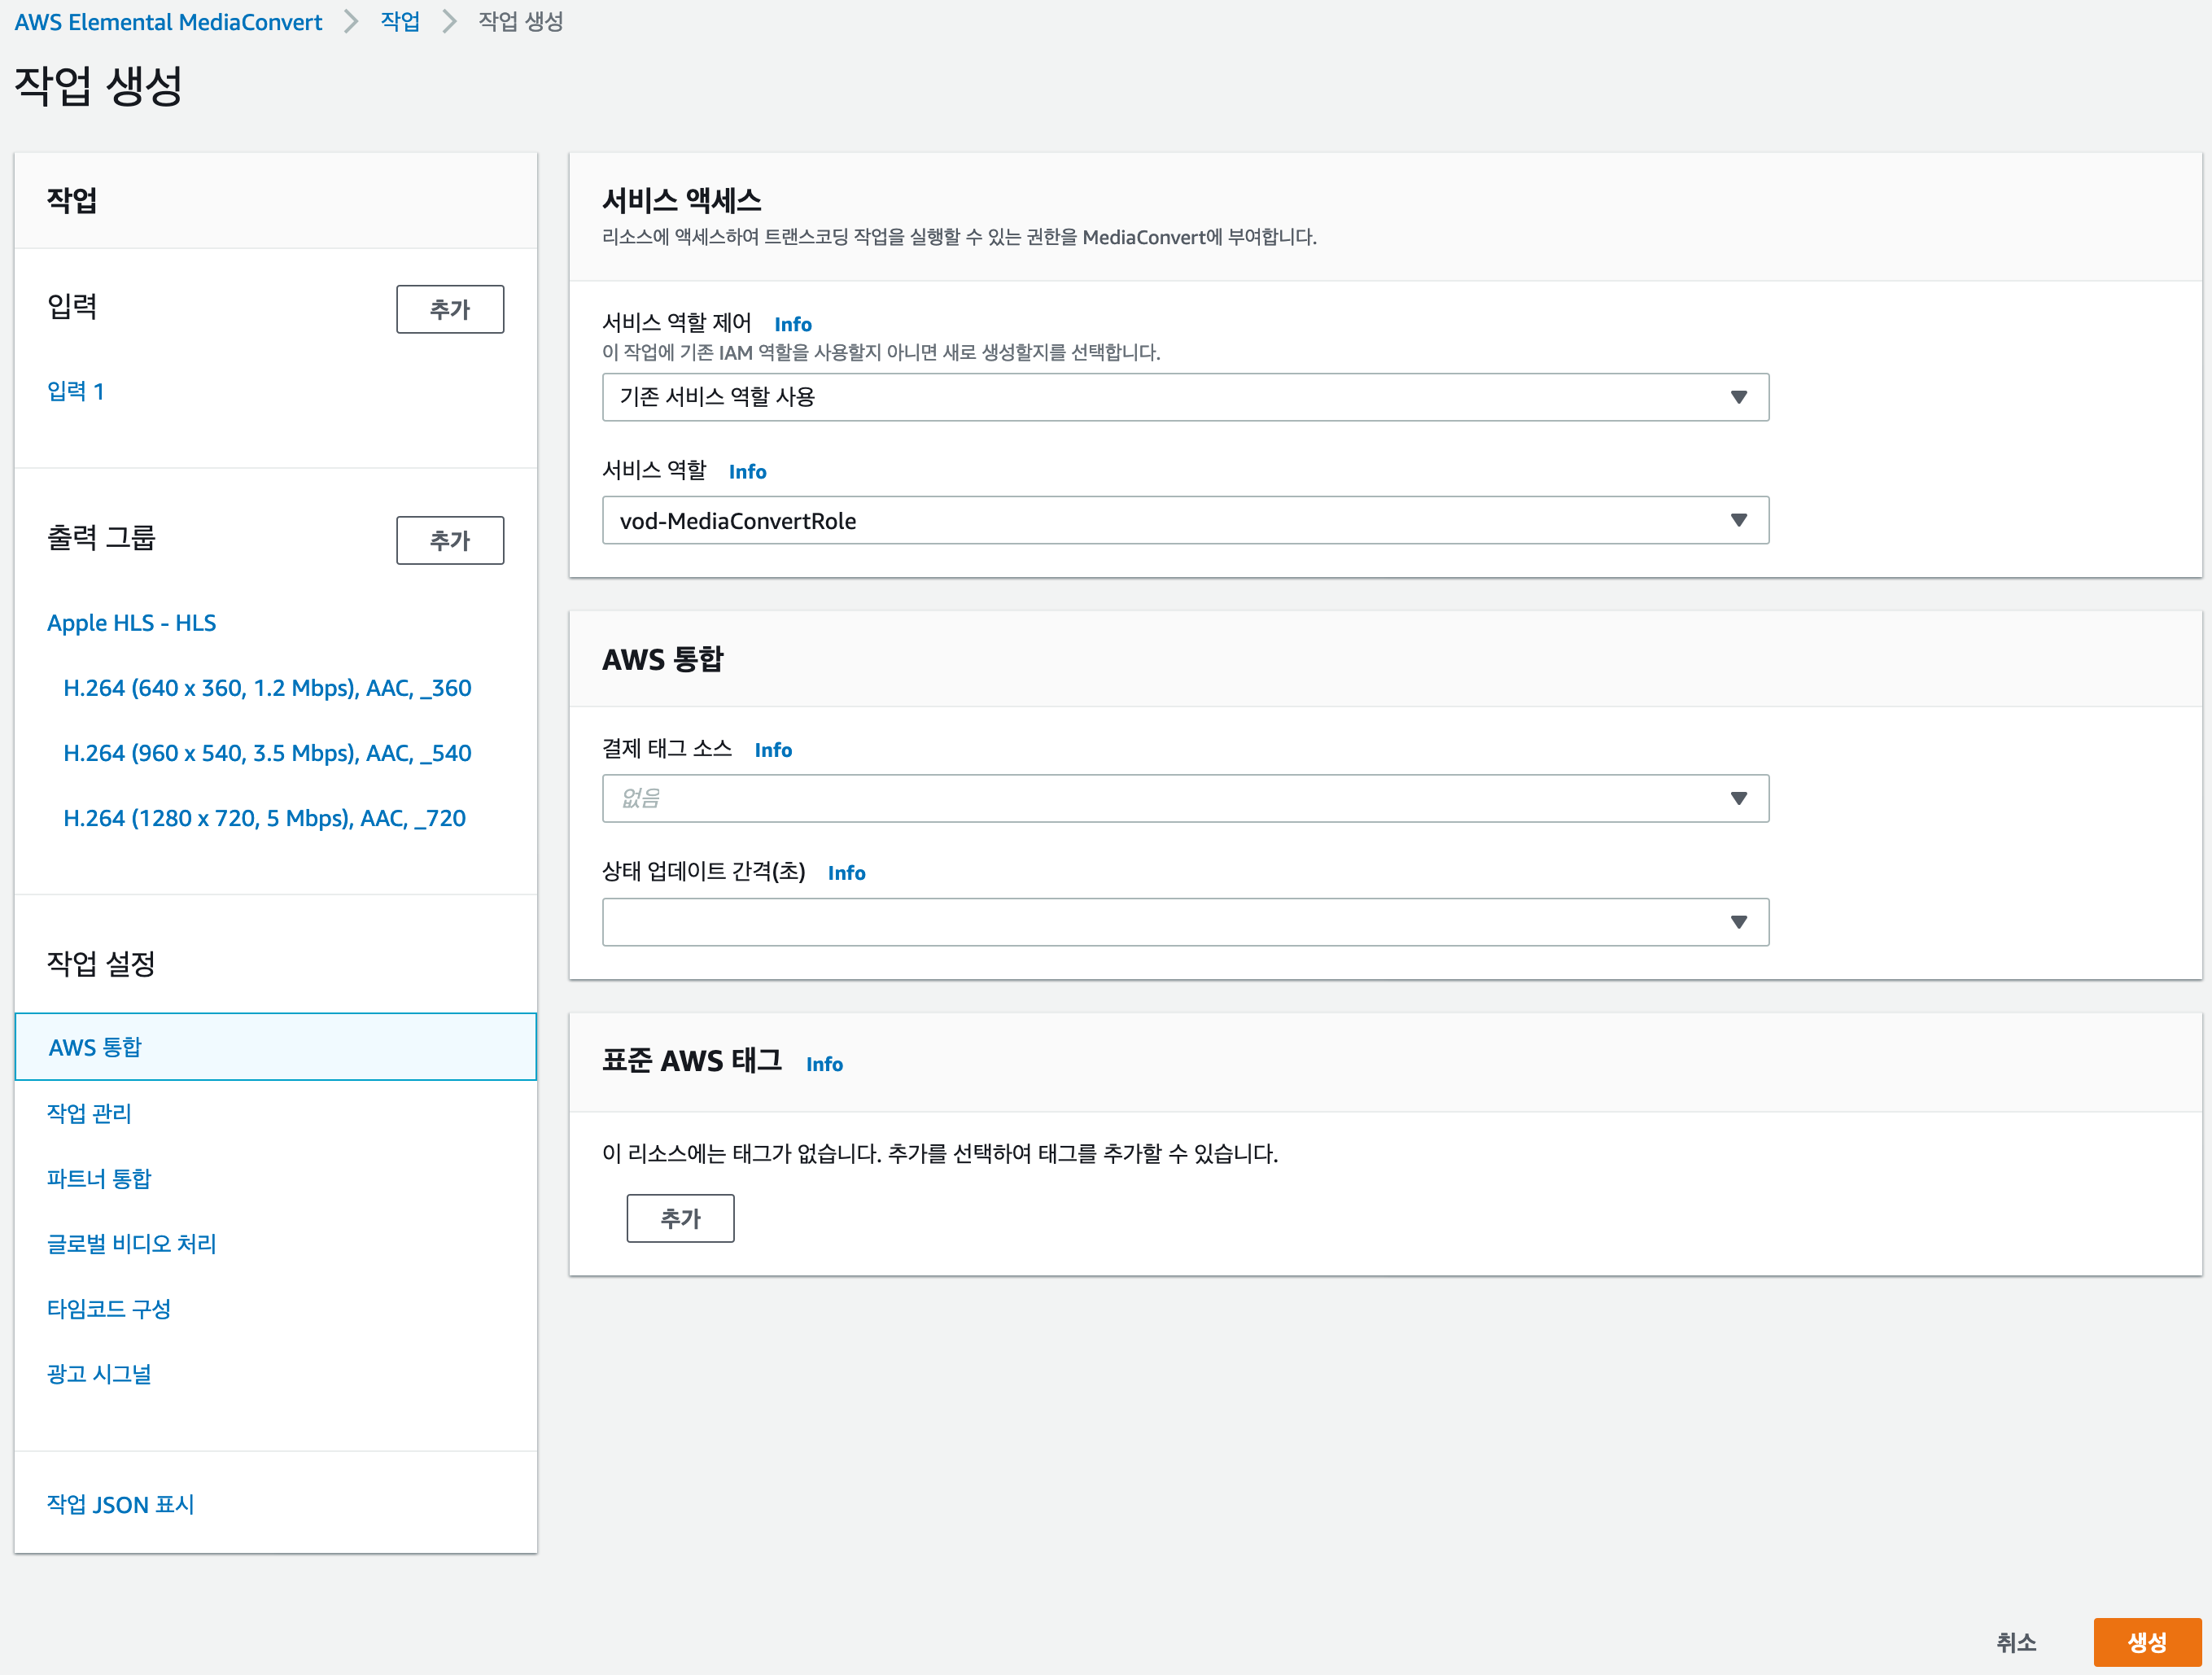 AWS Elemental MediaConvert > 작업 > 작업 생성
작업 생성
작업
입력
추가
입력 1
출력 그룹
추가
Apple HLS - HLS
H.264 (640 x 360, 1.2 Mbps), AAC, _360
H.264 (960 x 540, 3.5 Mbps), AAC, _540
H.264 (1280 x 720, 5 Mbps), AAC, _720
작업 설정
AWS 통합
작업 관리
파트너 통합
글로벌 비디오 처리
타임코드 구성
광고 시그널
작업 JSON 표시
서비스 액세스
리소스에 액세스하여 트랜스코딩 작업을 실행할 수 있는 권한을 MediaConvert에 부여합니다.
서비스 역할 제어 Info
이 작업에 기존 IAM 역할을 사용할지 아니면 새로 생성할지를 선택합니다.
기존 서비스 역할 사용
서비스 역할 Info
vod-MediaConvertRole
AWS 통합
결제 태그 소스 Info
없음
상태 업데이트 간격(초) Info
표준 AWS 태그 Info
이 리소스에는 태그가 없습니다. 추가를 선택하여 태그를 추가할 수 있습니다.
추가
취소
생성